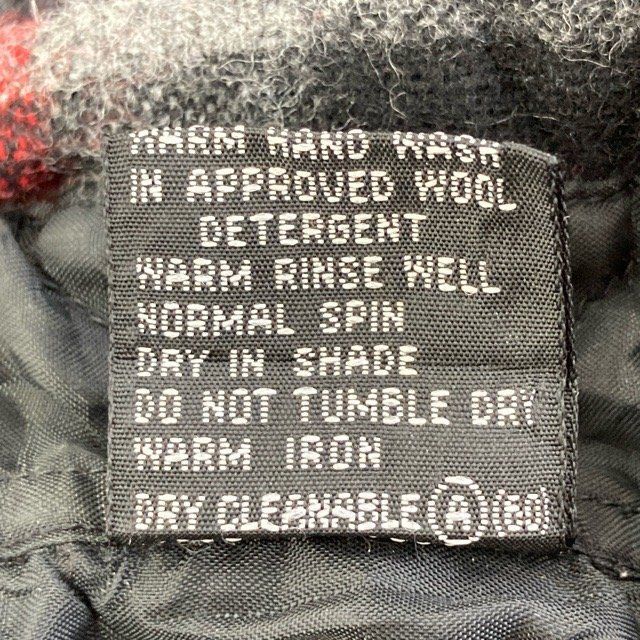 WARM HAND WASH
IN APPROVED WOOL
DETERGENT
WARM RINSE WELL
NORMAL SPIN
DRY IN SHADE
DO NOT TUMBLE DRY
WARM IRON
DRY CLEANABLE (A)